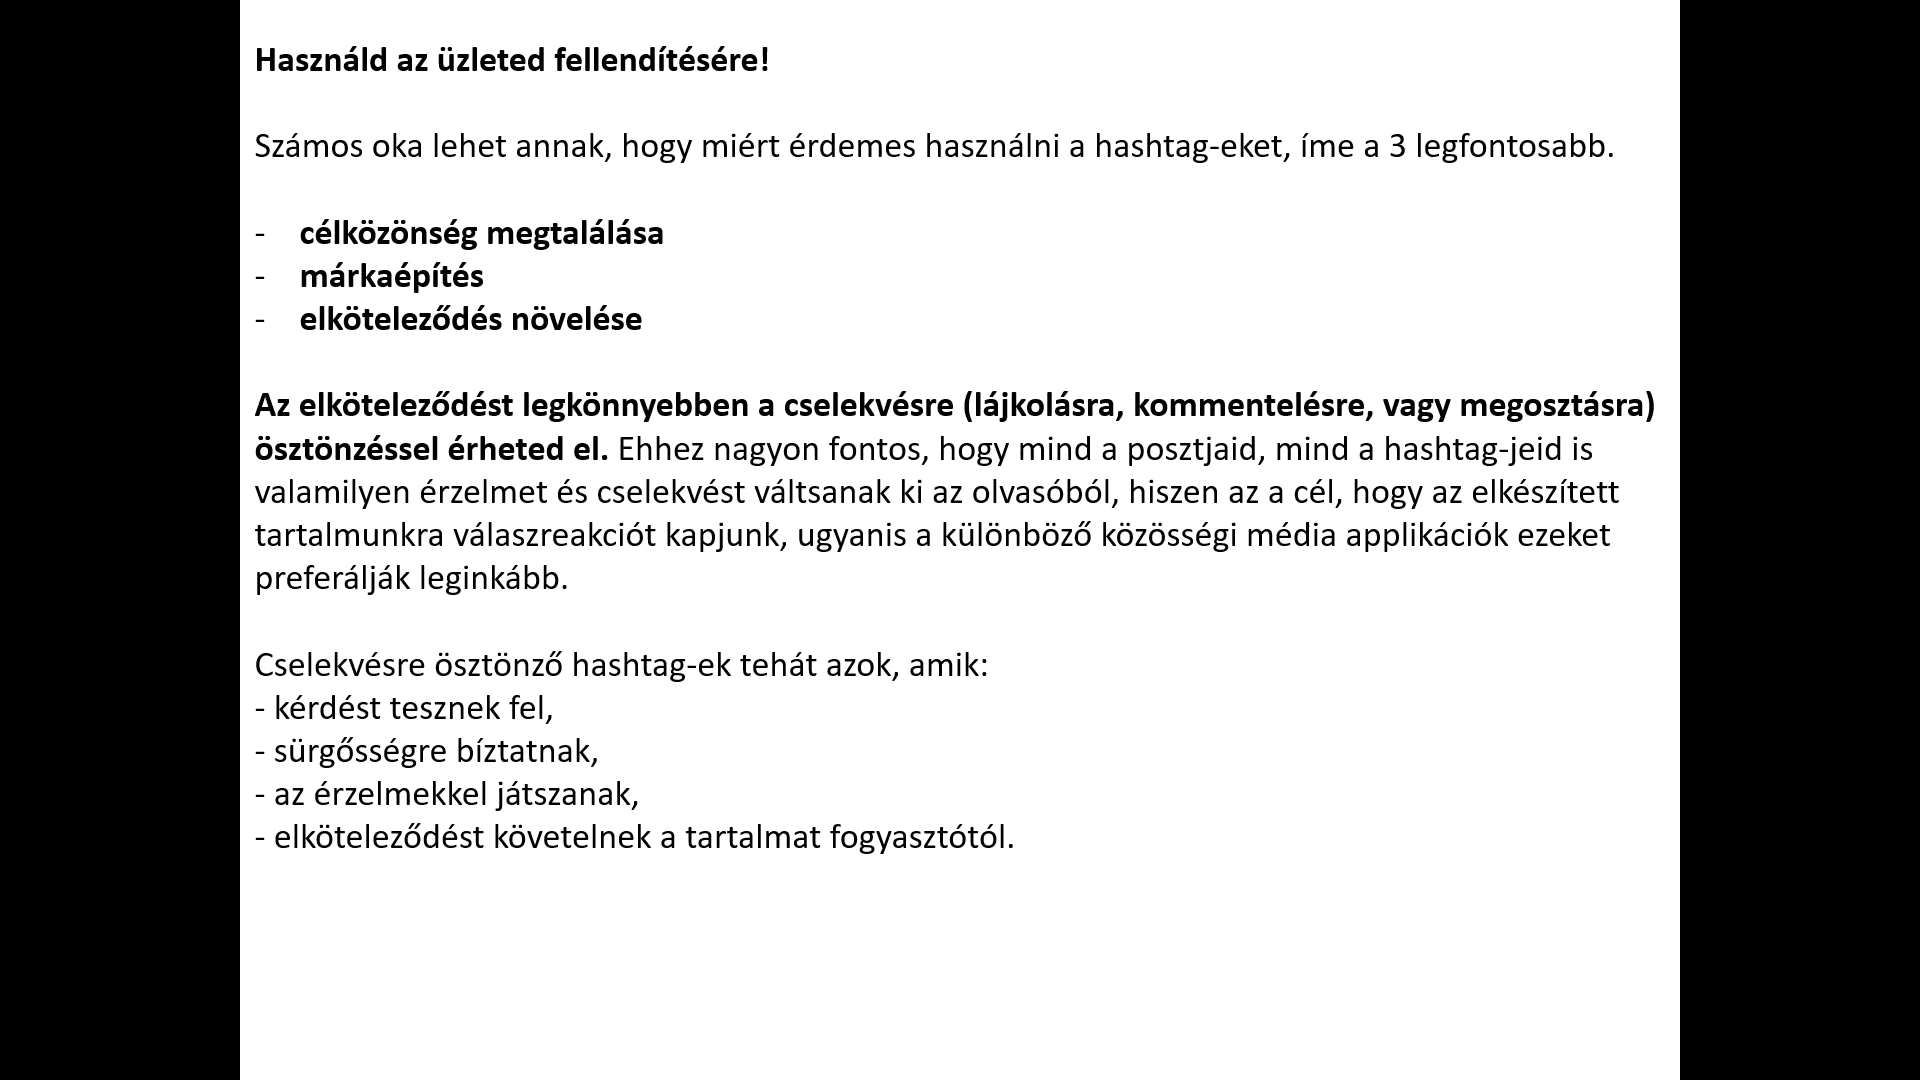 Használd az üzleted fellendítésére!
Számos oka lehet annak, hogy miért érdemes használni a hashtag-eket, íme a 3 legfontosabb.
- célközönség megtalálása
- márkaépítés
- elköteleződés növelése
Az elköteleződést legkönnyebben a cselekvésre (lájkolásra, kommentelésre, vagy megosztásra)
ösztönzéssel érheted el. Ehhez nagyon fontos, hogy mind a posztjaid, mind a hashtag-jeid is
valamilyen érzelmet és cselekvést váltsanak ki az olvasóból, hiszen az a cél, hogy az elkészített
tartalmunkra válaszreakciót kapjunk, ugyanis a különböző közösségi média applikációk ezeket
preferálják leginkább.
Cselekvésre ösztönző hashtag-ek tehát azok, amik:
- kérdést tesznek fel,
- sürgősségre bíztatnak,
- az érzelmekkel játszanak,
- elköteleződést követelnek a tartalmat fogyasztótól.